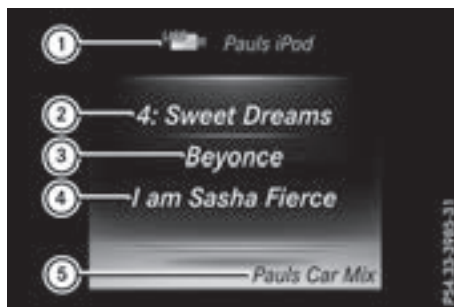 1 Pauls iPod
2 4: Sweet Dreams
3 Beyonce
4 I am Sasha Fierce
5 Pauls Car Mix